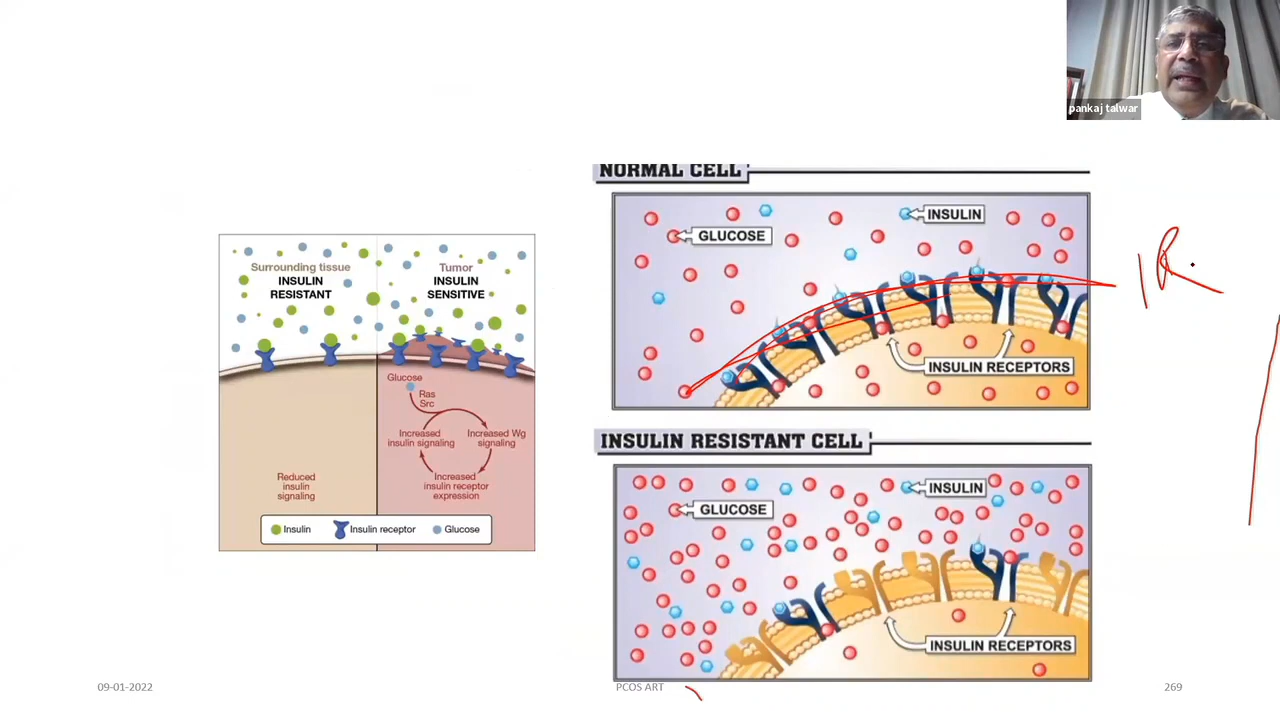 pankaj talwar
Surrounding tissue
INSULIN
RESISTANT
Tumor
INSULIN
SENSITIVE
Glucose
Ras
Src
Increased
insulin signaling
Increased Wg
signaling
Increased
insulin receptor
expression
Reduced
insulin
signaling
Insulin
Insulin receptor
Glucose
NORMAL CELL
GLUCOSE
INSULIN
INSULIN RECEPTORS
IR
INSULIN RESISTANT CELL
GLUCOSE
INSULIN
INSULIN RECEPTORS
09-01-2022
PCOS ART
269